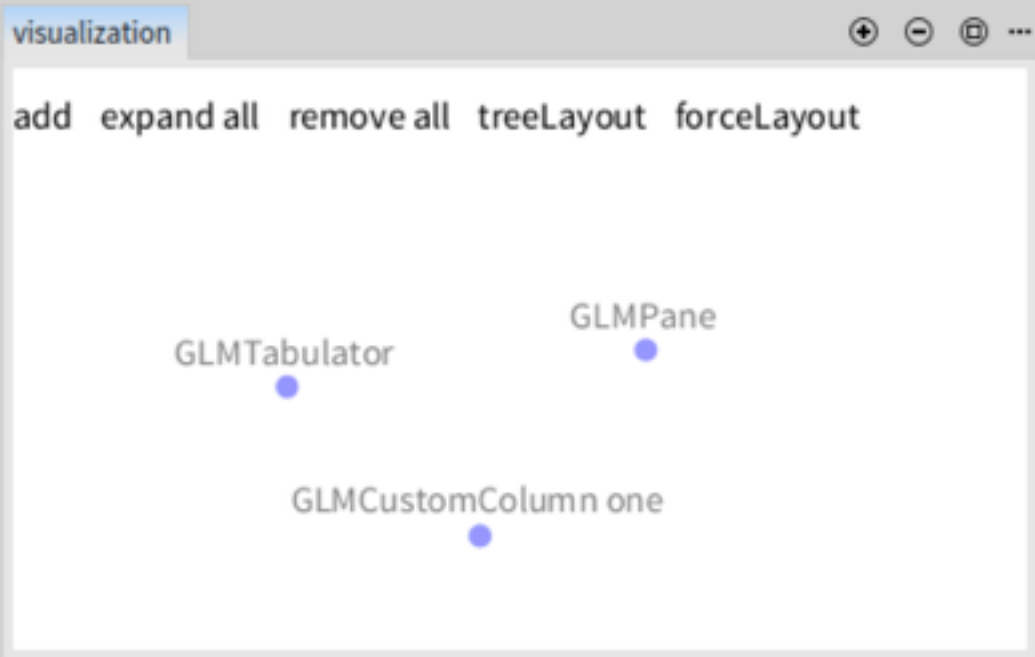 visualization
add expand all remove all treeLayout forceLayout
GLMPane
GLMTabulator
GLMCustomColumn one